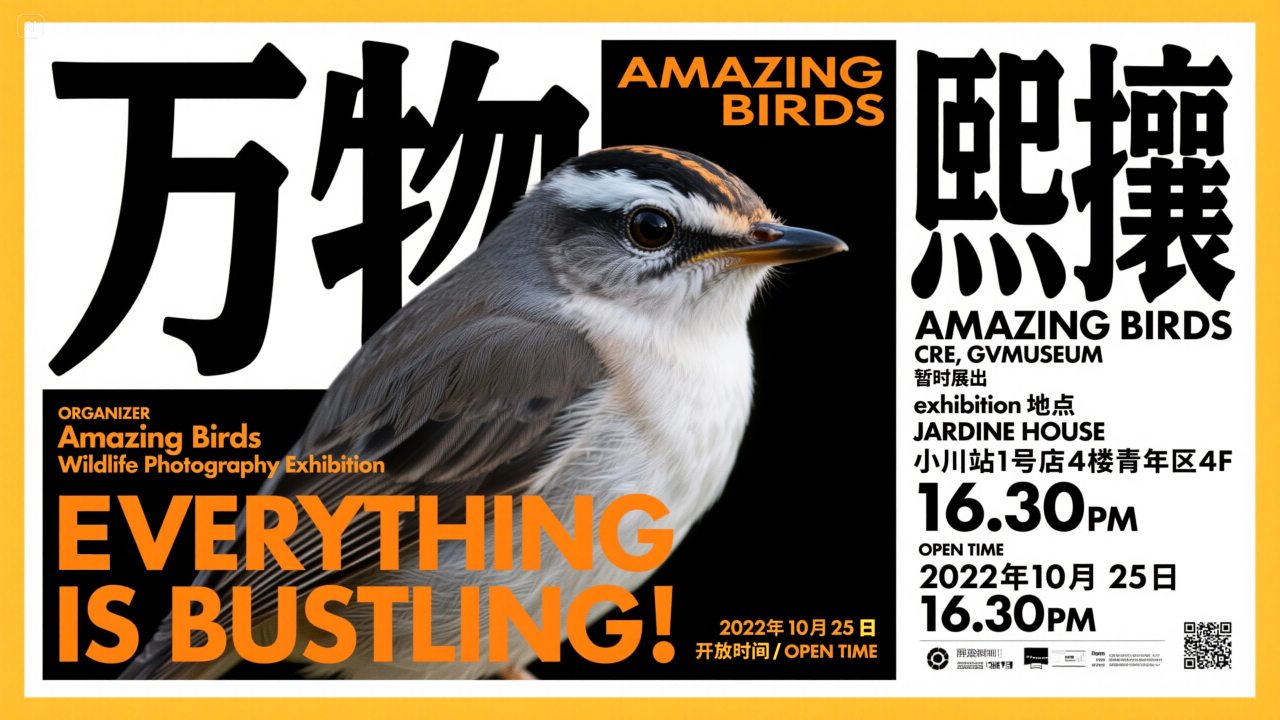 万物
AMAZING
BIRDS
熙攘
AMAZING BIRDS
CRE, GVMUSEUM
暂时展出
exhibition 地点
JARDINE HOUSE
小川站1号店4楼青年区4F
16.30PM
OPEN TIME
2022年10月 25日
16.30PM
ORGANIZER
Amazing Birds
Wildlife Photography Exhibition
EVERYTHING
IS BUSTLING!
2022年10月25日
开放时间/OPEN TIME